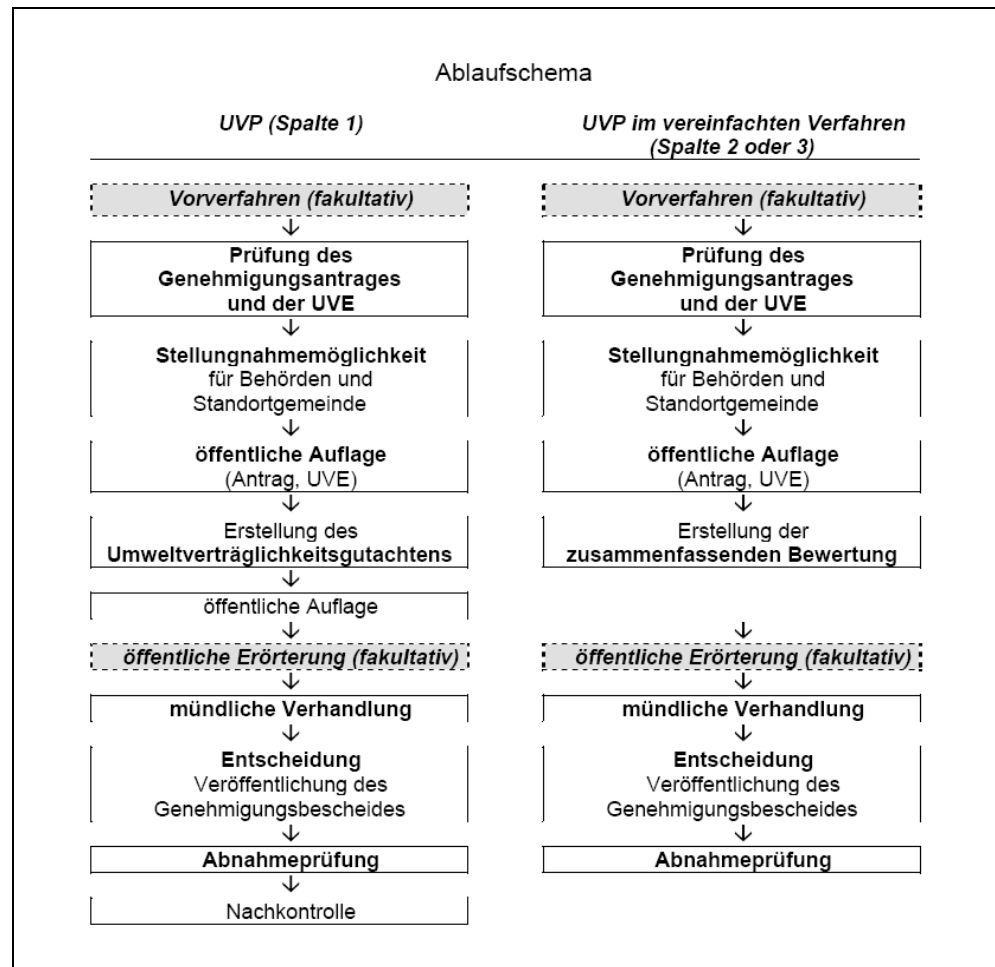 Ablaufschema
UVP (Spalte 1)
UVP im vereinfachten Verfahren
(Spalte 2 oder 3)
Vorverfahren (fakultativ)
Prüfung des
Genehmigungsantrages
und der UVE
Stellungnahmemöglichkeit
für Behörden und
Standortgemeinde
öffentliche Auflage
(Antrag, UVE)
Erstellung des
Umweltverträglichkeitsgutachtens
öffentliche Auflage
öffentliche Erörterung (fakultativ)
mündliche Verhandlung
Entscheidung
Veröffentlichung des
Genehmigungsbescheides
Abnahmeprüfung
Nachkontrolle
Vorverfahren (fakultativ)
Prüfung des
Genehmigungsantrages
und der UVE
Stellungnahmemöglichkeit
für Behörden und
Standortgemeinde
öffentliche Auflage
(Antrag, UVE)
Erstellung der
zusammenfassenden Bewertung
öffentliche Erörterung (fakultativ)
mündliche Verhandlung
Entscheidung
Veröffentlichung des
Genehmigungsbescheides
Abnahmeprüfung